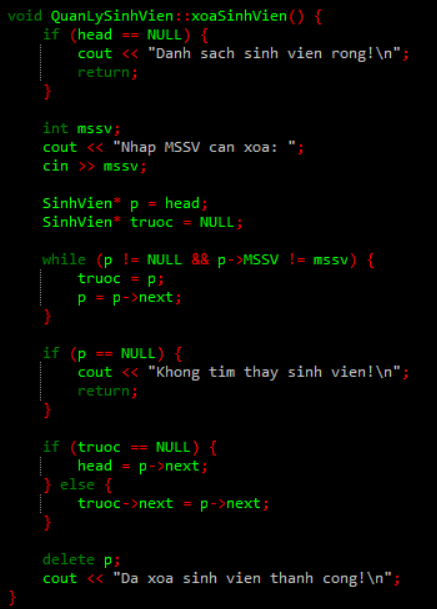 void QuanLySinhVien::xoaSinhVien() {
    if (head == NULL) {
        cout << "Danh sach sinh vien rong!\n";
        return;
    }

    int mssv;
    cout << "Nhap MSSV can xoa: ";
    cin >> mssv;

    SinhVien* p = head;
    SinhVien* truoc = NULL;

    while (p != NULL && p->MSSV != mssv) {
        truoc = p;
        p = p->next;
    }

    if (p == NULL) {
        cout << "Khong tim thay sinh vien!\n";
        return;
    }

    if (truoc == NULL) {
        head = p->next;
    } else {
        truoc->next = p->next;
    }

    delete p;
    cout << "Da xoa sinh vien thanh cong!\n";
}